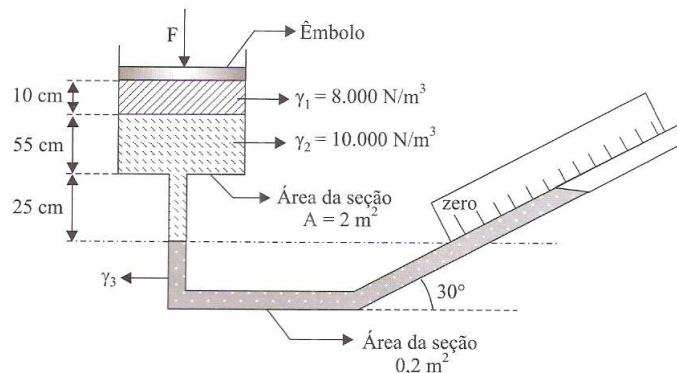 F
Êmbolo
10 cm
γ₁ = 8.000 N/m³
55 cm
γ₂ = 10.000 N/m³
25 cm
Área da seção
A = 2 m²
zero
γ₃
30°
Área da seção
0,2 m²